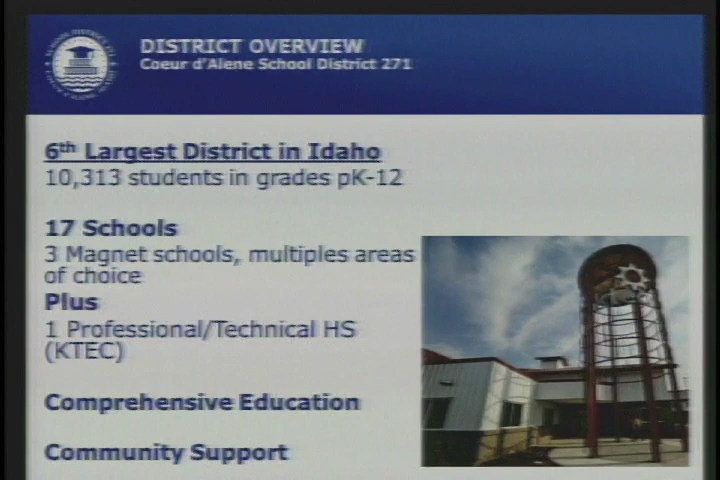 DISTRICT OVERVIEW
Coeur d'Alene School District 271
6th Largest District in Idaho
10,313 students in grades pK-12
17 Schools
3 Magnet schools, multiples areas
of choice
Plus
1 Professional/Technical HS
(KTEC)
Comprehensive Education
Community Support